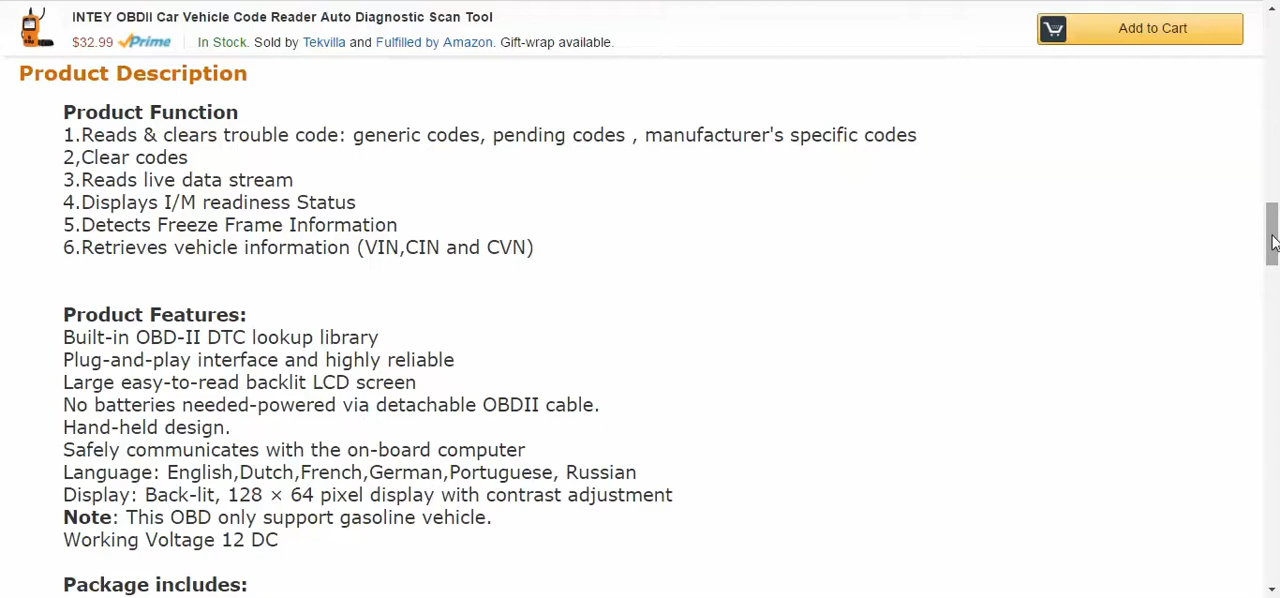 INTEY OBDII Car Vehicle Code Reader Auto Diagnostic Scan Tool
$32.99 Prime In Stock. Sold by Tekvilla and Fulfilled by Amazon. Gift-wrap available.
Add to Cart
Product Description
Product Function
1.Reads & clears trouble code: generic codes, pending codes , manufacturer's specific codes
2,Clear codes
3.Reads live data stream
4.Displays I/M readiness Status
5.Detects Freeze Frame Information
6.Retrieves vehicle information (VIN,CIN and CVN)
Product Features:
Built-in OBD-II DTC lookup library
Plug-and-play interface and highly reliable
Large easy-to-read backlit LCD screen
No batteries needed-powered via detachable OBDII cable.
Hand-held design.
Safely communicates with the on-board computer
Language: English,Dutch,French,German,Portuguese, Russian
Display: Back-lit, 128 × 64 pixel display with contrast adjustment
Note: This OBD only support gasoline vehicle.
Working Voltage 12 DC
Package includes: